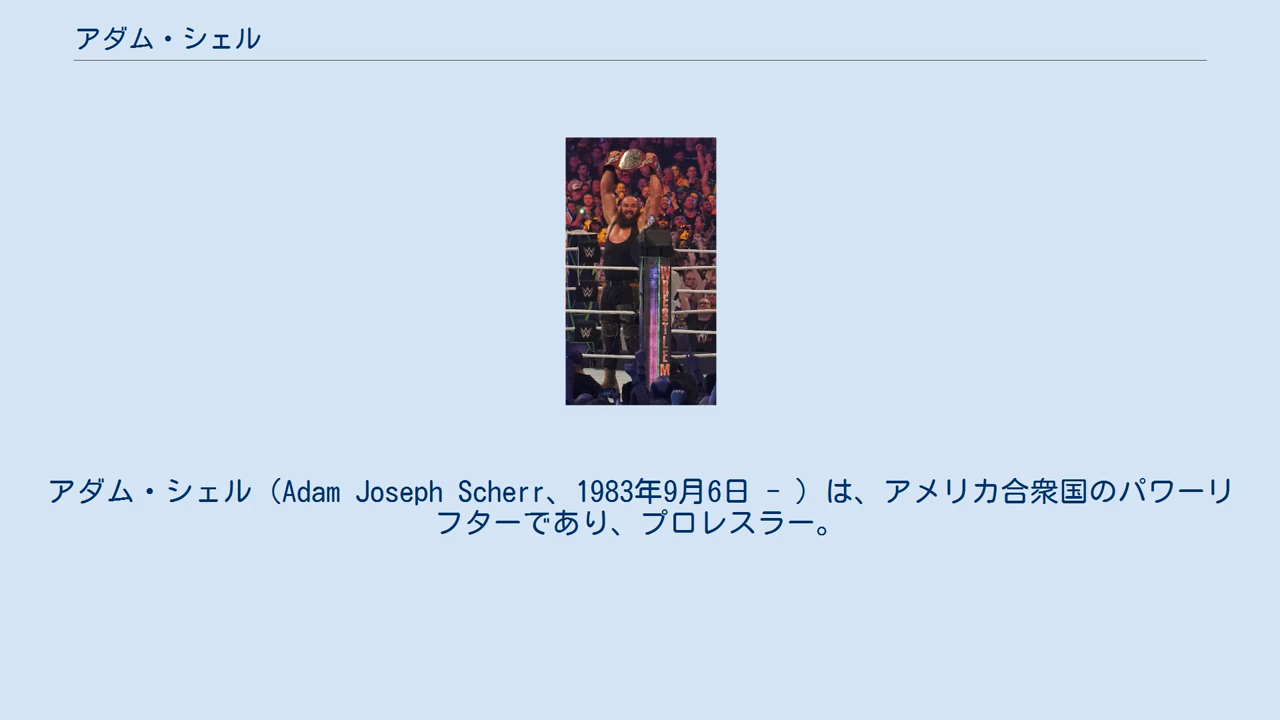 アダム・シェル
W
W
W
WRESTLEM
アダム・シェル（Adam Joseph Scherr、1983年9月6日 - ）は、アメリカ合衆国のパワーリ
フターであり、プロレスラー。